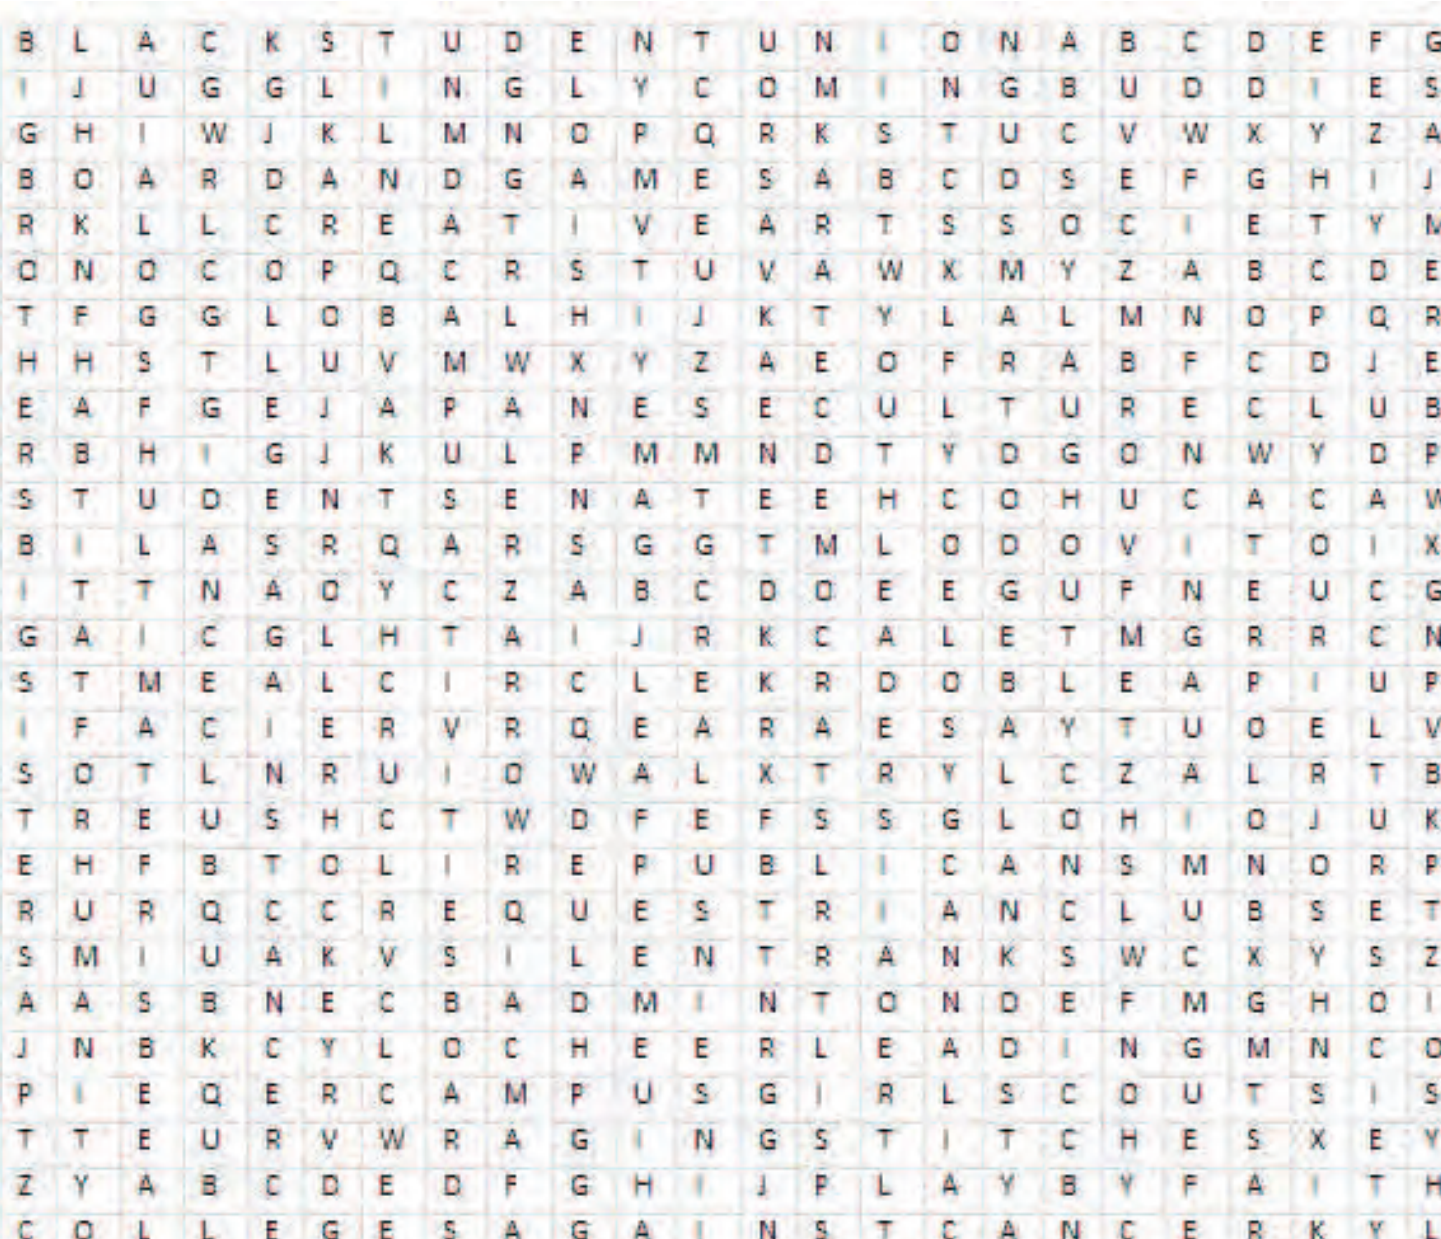 B L A C K S T U D E N T U N I O N A B C D E F G
I J U G G L I N G L Y C O M I N G B U D D I E S
G H I W J K L M N O P Q R K S T U C V W X Y Z A
B O A R D A N D G A M E S A B C D S E F G H I J
R K L L C R E A T I V E A R T S S O C I E T Y M
O N O C O P Q C R S T U V A W X M Y Z A B C D E
T F G G L O B A L H I J K T Y L A L M N O P Q R
H H S T L U V M W X Y Z A E O F R A B F C D J E
E A F G E J A P A N E S E C U L T U R E C L U B
R B H I G J K U L P M M N D T Y D G O N W Y D P
S T U D E N T S E N A T E E H C O H U C A C A W
B I L A S R Q A R S G G T M L O D O V I T O I X
I T T N A O Y C Z A B C D O E E G U F N E U C G
G A I C G L H T A I J R K C A L E T M G R R C N
S T M E A L C I R C L E K R D O B L E A P I U P
I F A C I E R V R Q E A R A E S A Y T U O E L V
S O T L N R U I O W A L X T R Y L C Z A L R T B
T R E U S H C T W D F E F S S G L O H I O J U K
E H F B T O L I R E P U B L I C A N S M N O R P
R U R Q C C R E Q U E S T R I A N C L U B S E T
S M I U A K V S I L E N T R A N K S W C X Y S Z
A A S B N E C B A D M I N T O N D E F M G H O I
J N B K C Y L O C H E E R L E A D I N G M N C O
P I E Q E R C A M P U S G I R L S C O U T S I S
T T E U R V W R A G I N G S T I T C H E S X E Y
Z Y A B C D E D F G H I J P L A Y B Y F A I T H
C O L L E G E S A G A I N S T C A N C E R K Y L